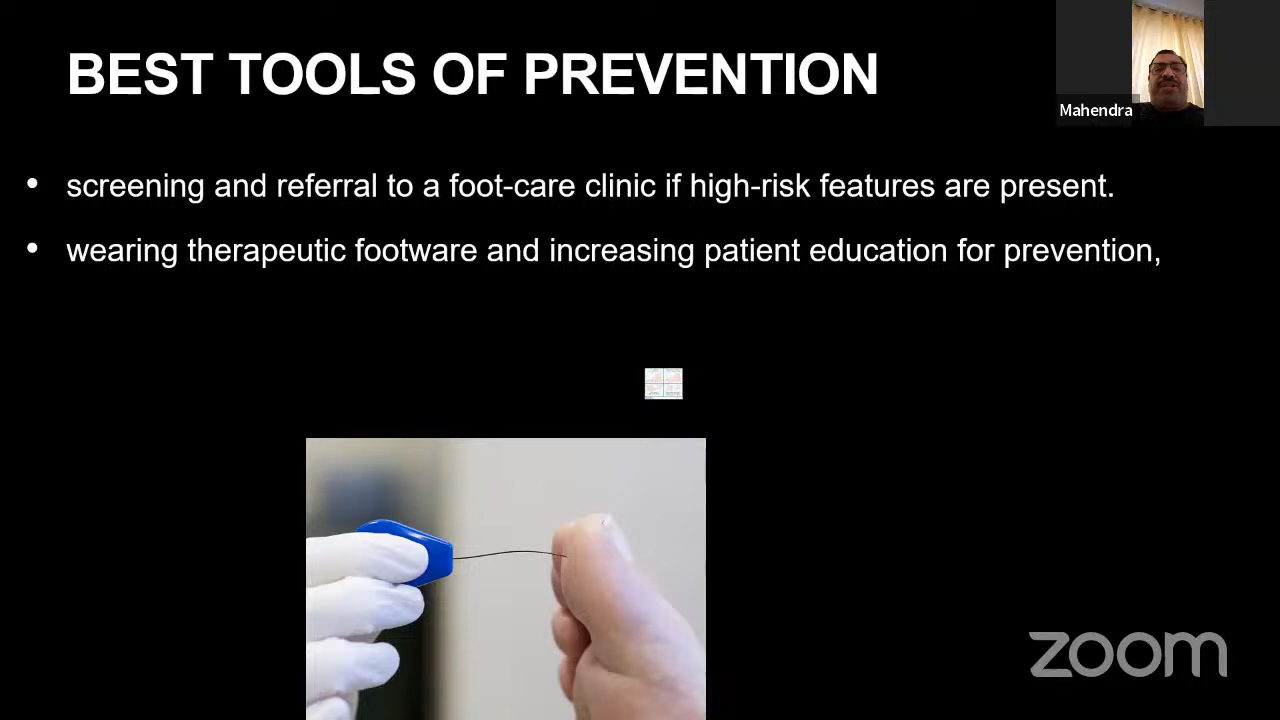 BEST TOOLS OF PREVENTION
Mahendra
• screening and referral to a foot-care clinic if high-risk features are present.
• wearing therapeutic footware and increasing patient education for prevention,
zoom